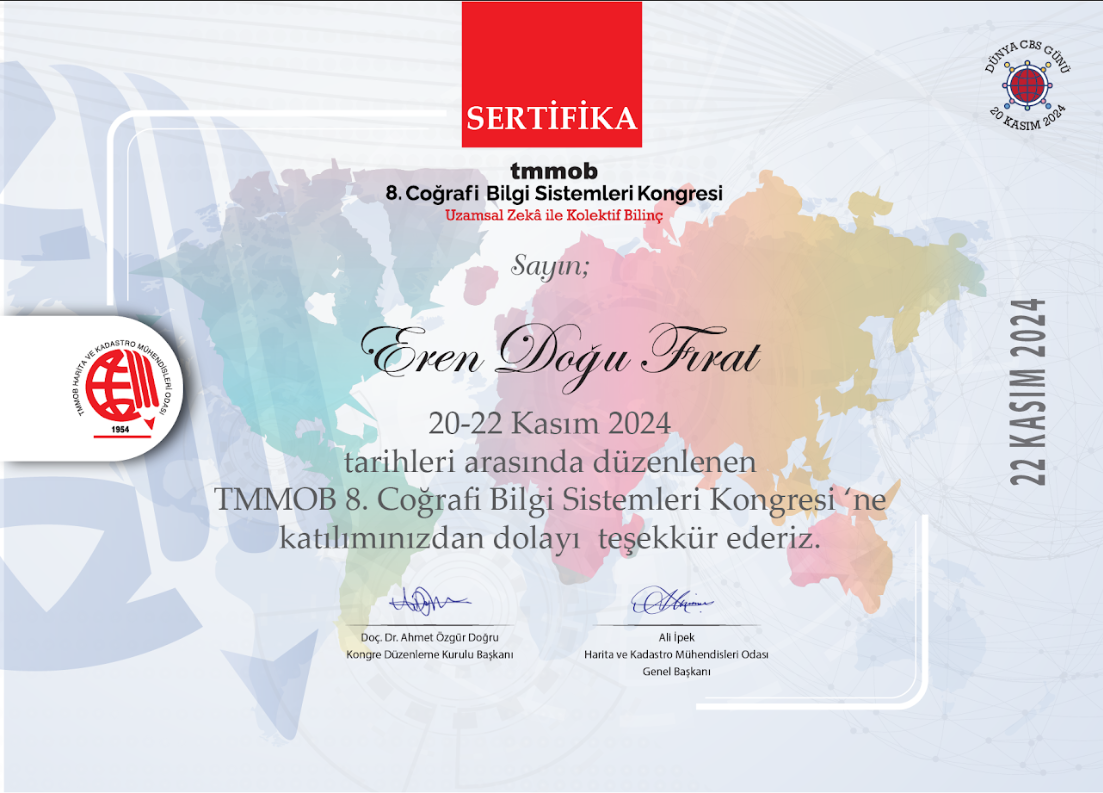 SERTİFİKA
DÜNYA CBS GÜNÜ
20 KASIM 2024
tmmob
8. Coğrafi Bilgi Sistemleri Kongresi
Uzamsal Zekâ ile Kolektif Bilinç
Sayın;
Eren Doğu Fırat
TMMOB HARİTA VE KADASTRO MÜHENDİSLERİ ODASI
1954
22 KASIM 2024
20-22 Kasım 2024
tarihleri arasında düzenlenen
TMMOB 8. Coğrafi Bilgi Sistemleri Kongresi ‘ne
katılımınızdan dolayı teşekkür ederiz.
Doç. Dr. Ahmet Özgür Doğru
Kongre Düzenleme Kurulu Başkanı
Ali İpek
Harita ve Kadastro Mühendisleri Odası
Genel Başkanı